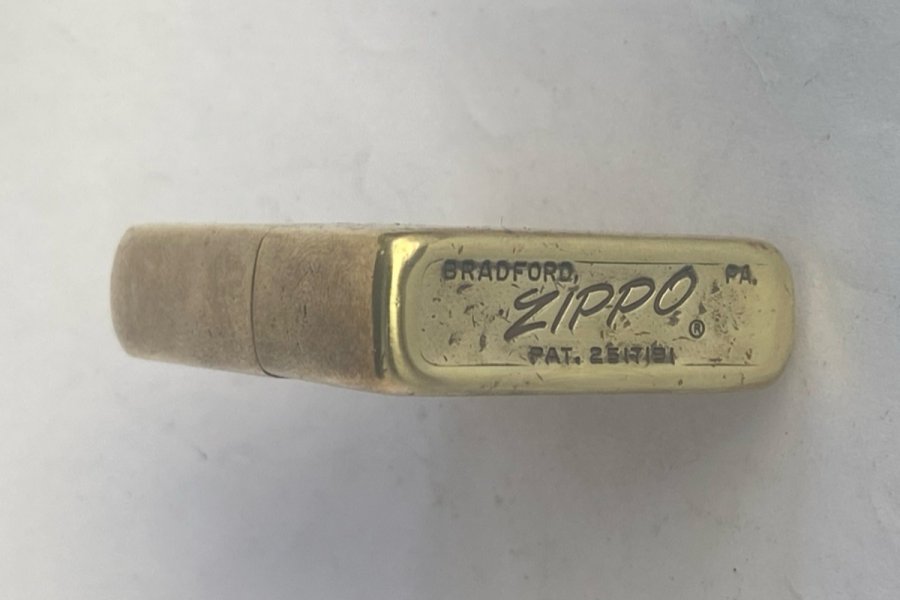 BRADFORD, PA.
ZIPPO ®
PAT. 2517191